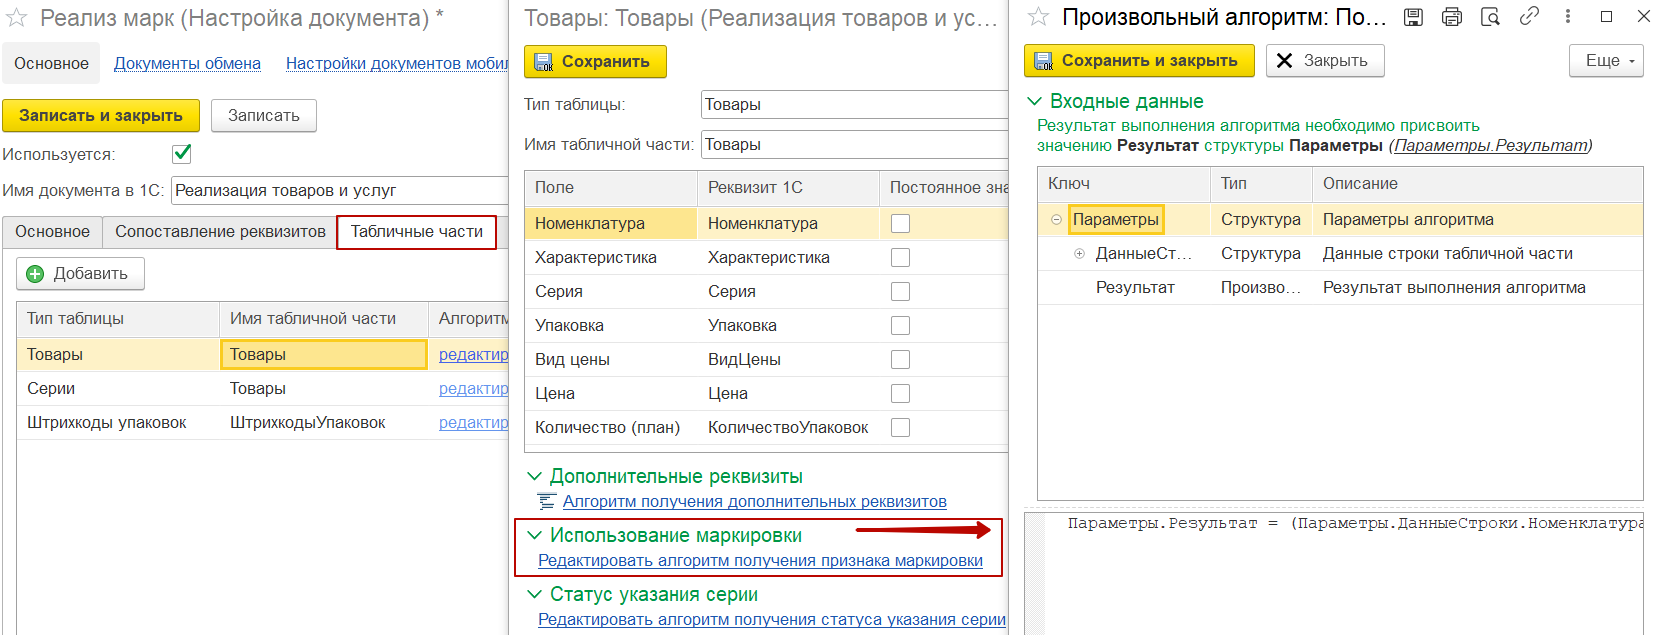 Реализ марк (Настройка документа) *
Основное Документы обмена Настройки документов мобил
Записать и закрыть Записать
Используется:
Имя документа в 1С: Реализация товаров и услуг
Основное Сопоставление реквизитов Табличные части
Добавить
Тип таблицы Имя табличной части Алгоритм
Товары Товары редактир
Серии Товары редактир
Штрихкоды упаковок ШтрихкодыУпаковок редактир
Товары: Товары (Реализация товаров и ус...
Сохранить
Тип таблицы: Товары
Имя табличной части: Товары
Поле Реквизит 1С Постоянное зна
Номенклатура Номенклатура
Характеристика Характеристика
Серия Серия
Упаковка Упаковка
Вид цены ВидЦены
Цена Цена
Количество (план) КоличествоУпаковок
Дополнительные реквизиты
Алгоритм получения дополнительных реквизитов
Использование маркировки
Редактировать алгоритм получения признака маркировки
Статус указания серии
Редактировать алгоритм получения статуса указания серии
Произвольный алгоритм: По...
Сохранить и закрыть Закрыть Еще
Входные данные
Результат выполнения алгоритма необходимо присвоить
значению Результат структуры Параметры (Параметры.Результат)
Ключ Тип Описание
Параметры Структура Параметры алгоритма
ДанныеСт... Структура Данные строки табличной части
Результат Произво... Результат выполнения алгоритма
Параметры.Результат = (Параметры.ДанныеСтроки.Номенклатура